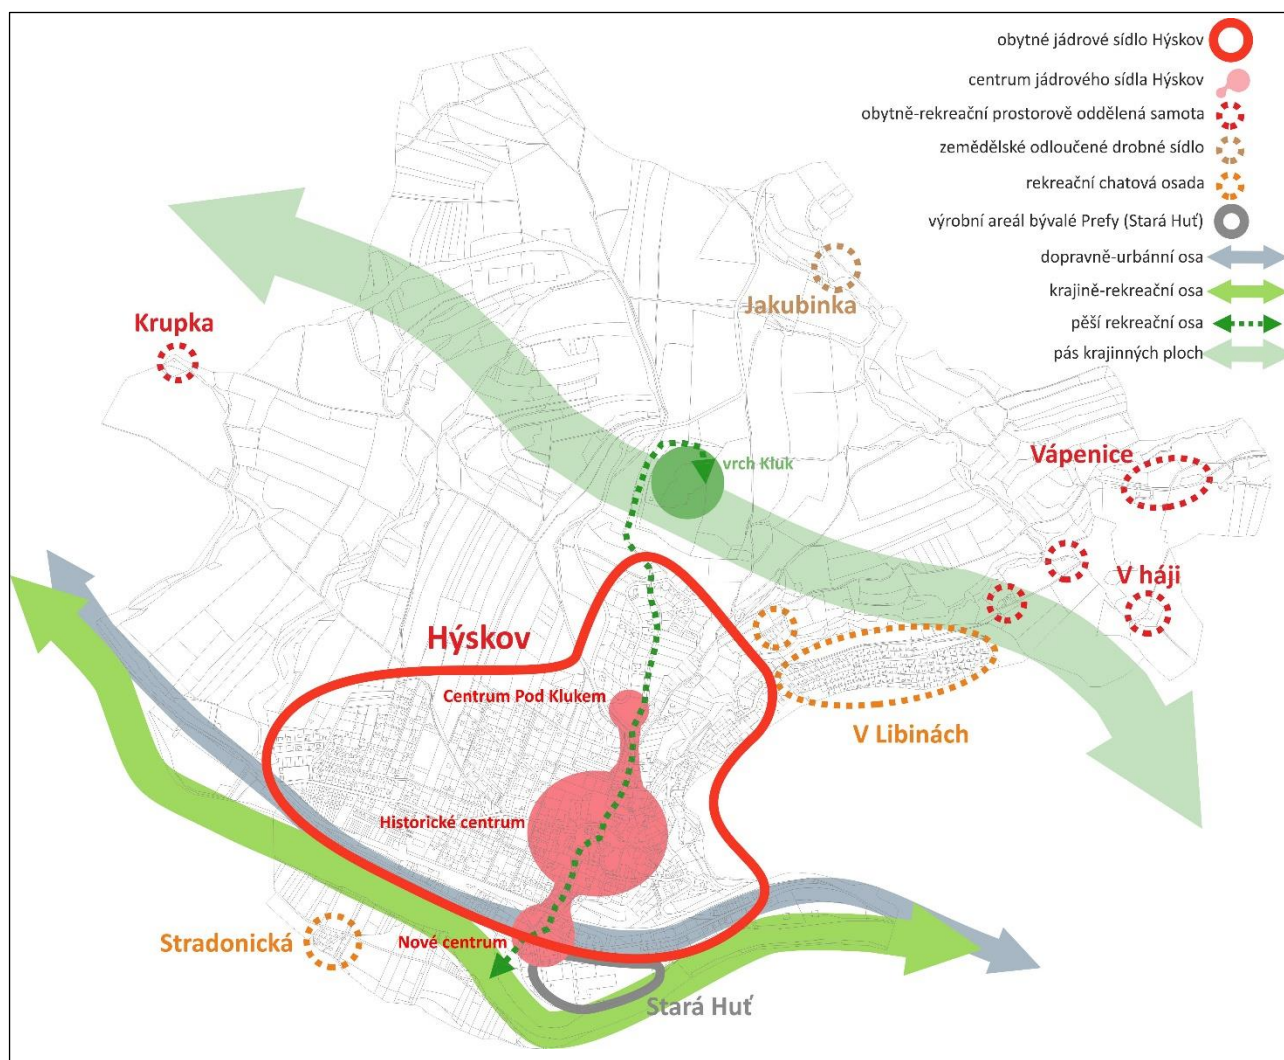 obytné jádrové sídlo Hýskov
centrum jádrového sídla Hýskov
obytně-rekreační prostorově oddělená samota
zemědělské odloučené drobné sídlo
rekreační chatová osada
výrobní areál bývalé Prefy (Stará Huť)
dopravně-urbánní osa
krajině-rekreační osa
pěší rekreační osa
pás krajinných ploch
Jakubinka
Krupka
vrch Kluk
Vápenice
V háji
Hýskov
Centrum Pod Klukem
V Libinách
Historické centrum
Stradonická
Nové centrum
Stará Huť